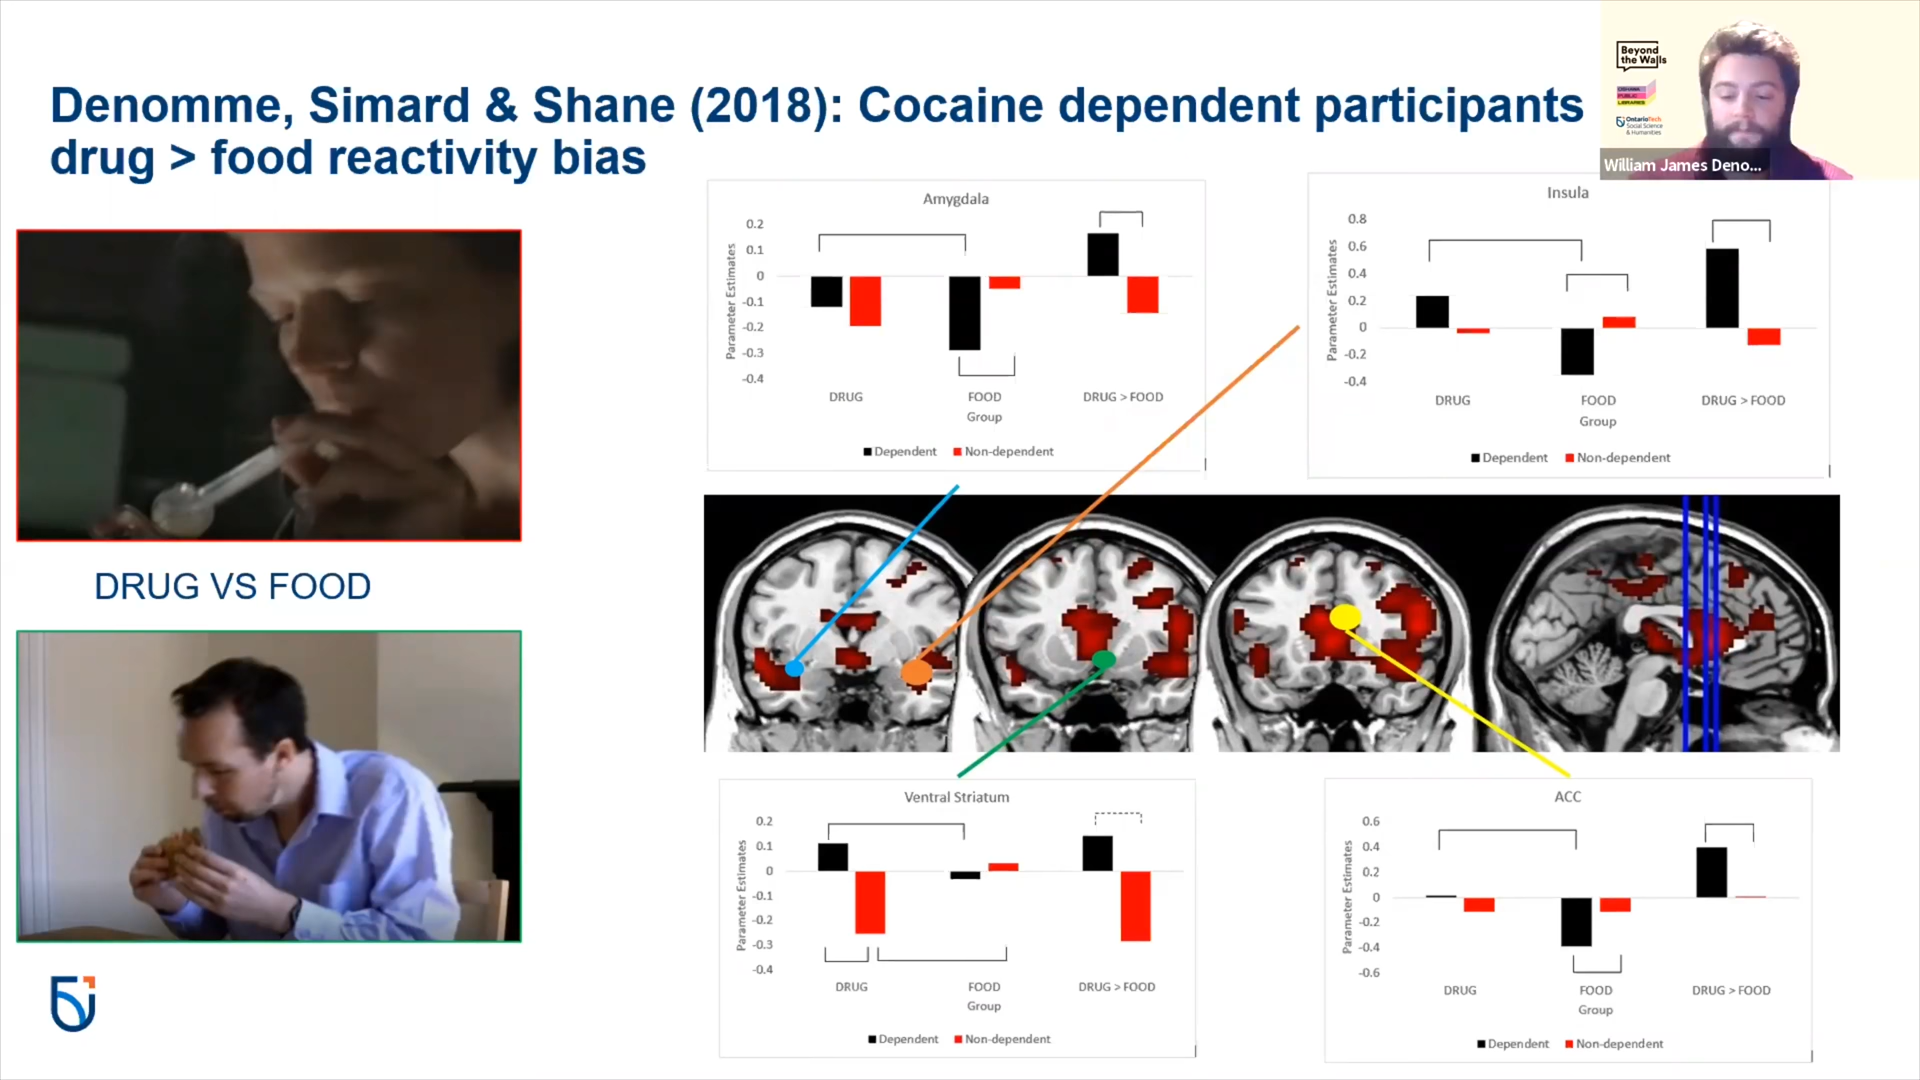 Denomme, Simard & Shane (2018): Cocaine dependent participants
drug > food reactivity bias
Beyond
the Walls
OntarioTech
Social Science
& Humanities
William James Deno...
DRUG VS FOOD
Amygdala
Parameter Estimates
0.2
0.1
0
-0.1
-0.2
-0.3
-0.4
DRUG
FOOD
DRUG > FOOD
Group
Dependent
Non-dependent
Insula
Parameter Estimates
0.8
0.6
0.4
0.2
0
-0.2
-0.4
DRUG
FOOD
DRUG > FOOD
Group
Dependent
Non-dependent
Ventral Striatum
Parameter Estimates
0.2
0.1
0
-0.1
-0.2
-0.3
-0.4
DRUG
FOOD
DRUG > FOOD
Group
Dependent
Non-dependent
ACC
Parameter Estimates
0.6
0.4
0.2
0
-0.2
-0.4
-0.6
DRUG
FOOD
DRUG > FOOD
Group
Dependent
Non-dependent